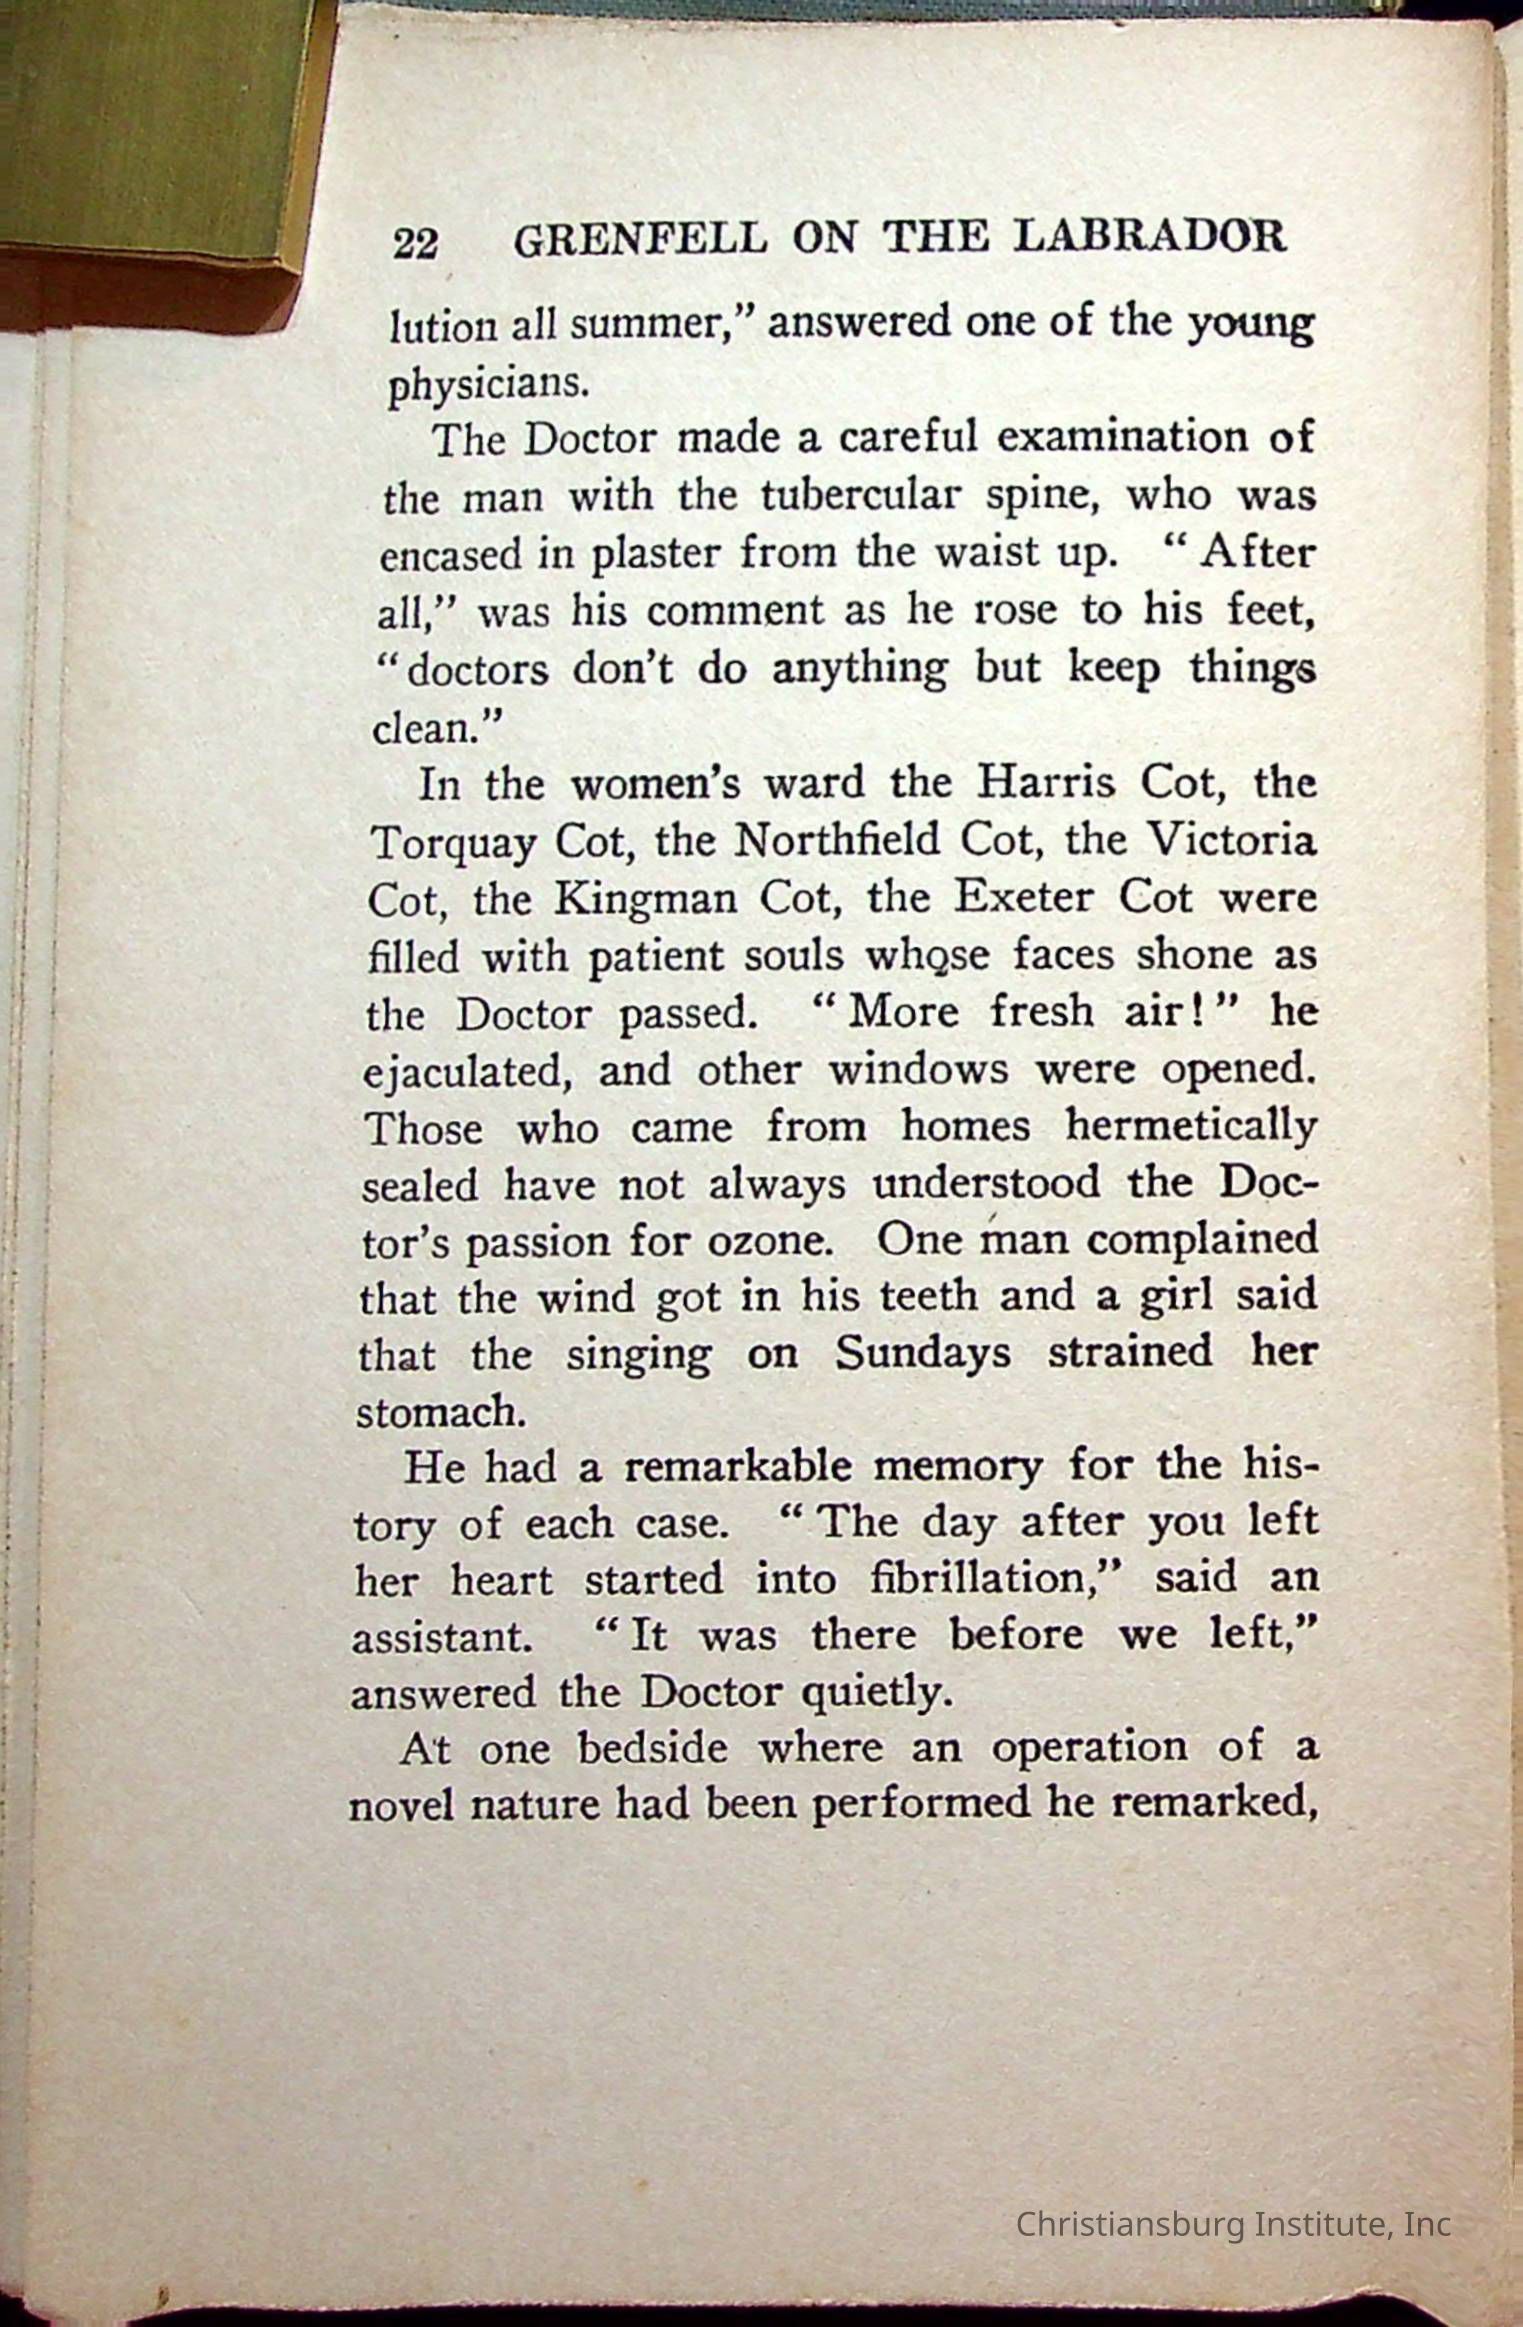 22 GRENFELL ON THE LABRADOR
lution all summer,” answered one of the young
physicians.
The Doctor made a careful examination of
the man with the tubercular spine, who was
encased in plaster from the waist up. “ After
all,” was his comment as he rose to his feet,
“ doctors don’t do anything but keep things
clean.”
In the women’s ward the Harris Cot, the
Torquay Cot, the Northfield Cot, the Victoria
Cot, the Kingman Cot, the Exeter Cot were
filled with patient souls whose faces shone as
the Doctor passed. “ More fresh air! ” he
ejaculated, and other windows were opened.
Those who came from homes hermetically
sealed have not always understood the Doc-
tor’s passion for ozone. One man complained
that the wind got in his teeth and a girl said
that the singing on Sundays strained her
stomach.
He had a remarkable memory for the his-
tory of each case. “ The day after you left
her heart started into fibrillation,” said an
assistant. “ It was there before we left,”
answered the Doctor quietly.
At one bedside where an operation of a
novel nature had been performed he remarked,
Christiansburg Institute, Inc